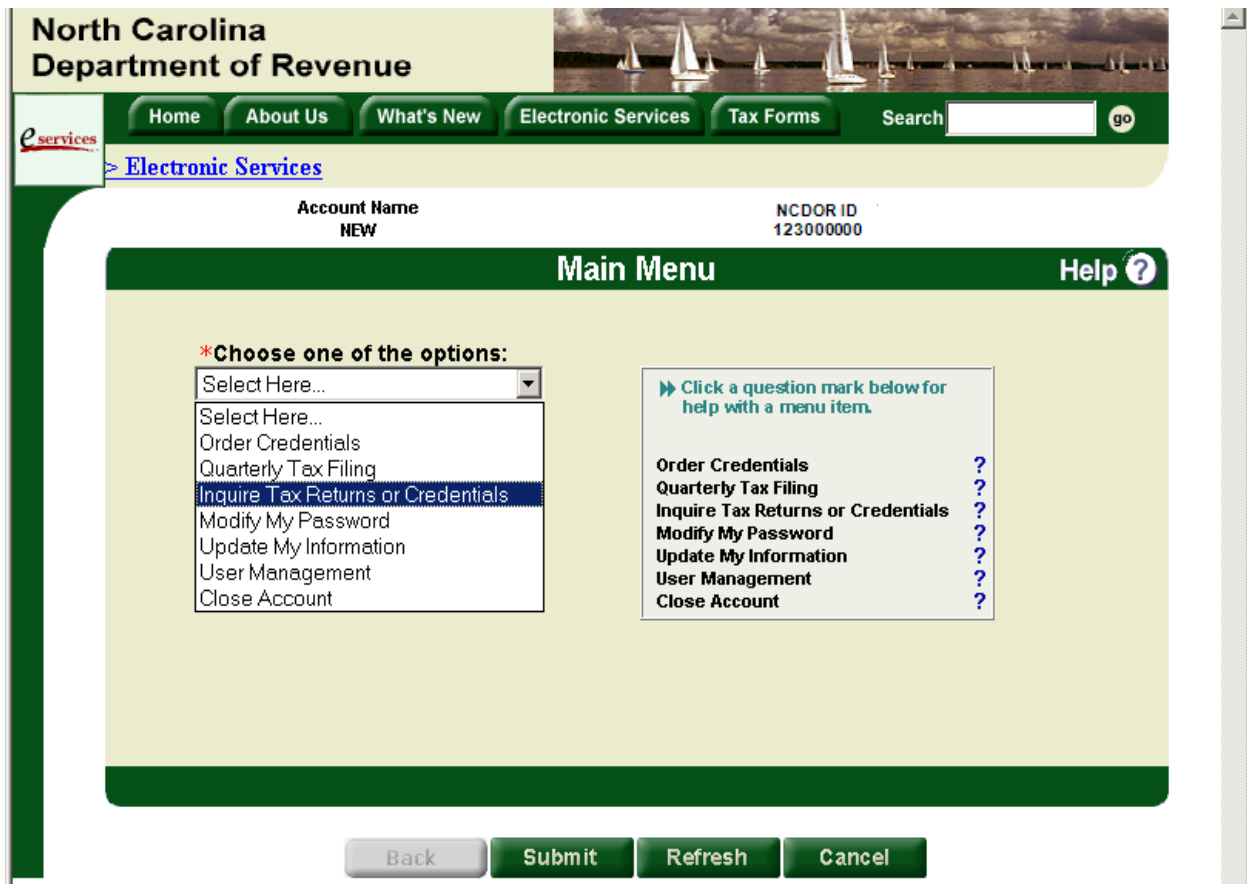 North Carolina
Department of Revenue
e services
Home About Us What's New Electronic Services Tax Forms Search go
> Electronic Services
Account Name NCDOR ID
NEW 123000000
Main Menu Help ?
*Choose one of the options:
Select Here...
Select Here...
Order Credentials
Quarterly Tax Filing
Inquire Tax Returns or Credentials
Modify My Password
Update My Information
User Management
Close Account
Click a question mark below for
help with a menu item.
Order Credentials ?
Quarterly Tax Filing ?
Inquire Tax Returns or Credentials ?
Modify My Password ?
Update My Information ?
User Management ?
Close Account ?
Back Submit Refresh Cancel